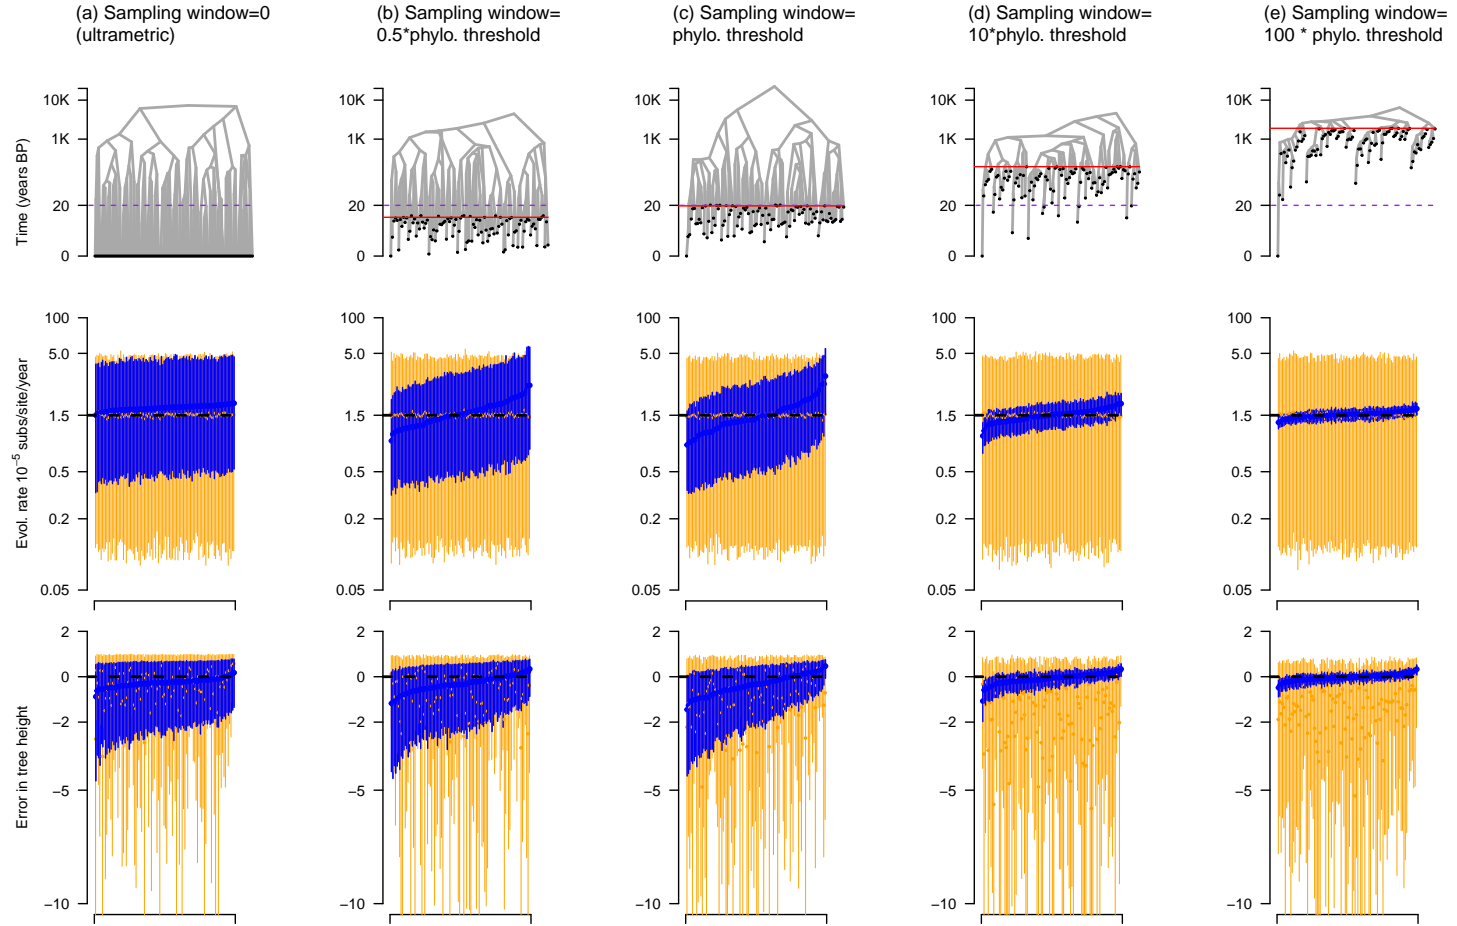 (a) Sampling window=0
(ultrametric)
(b) Sampling window=
0.5*phylo. threshold
(c) Sampling window=
phylo. threshold
(d) Sampling window=
10*phylo. threshold
(e) Sampling window=
100 * phylo. threshold
Time (years BP)
10K
1K
20
0
10K
1K
20
0
10K
1K
20
0
10K
1K
20
0
10K
1K
20
0
Evol. rate 10⁻⁵ subs/site/year
100
5.0
1.5
0.5
0.2
0.05
100
5.0
1.5
0.5
0.2
0.05
100
5.0
1.5
0.5
0.2
0.05
100
5.0
1.5
0.5
0.2
0.05
100
5.0
1.5
0.5
0.2
0.05
Error in tree height
2
0
−2
−5
−10
2
0
−2
−5
−10
2
0
−2
−5
−10
2
0
−2
−5
−10
2
0
−2
−5
−10